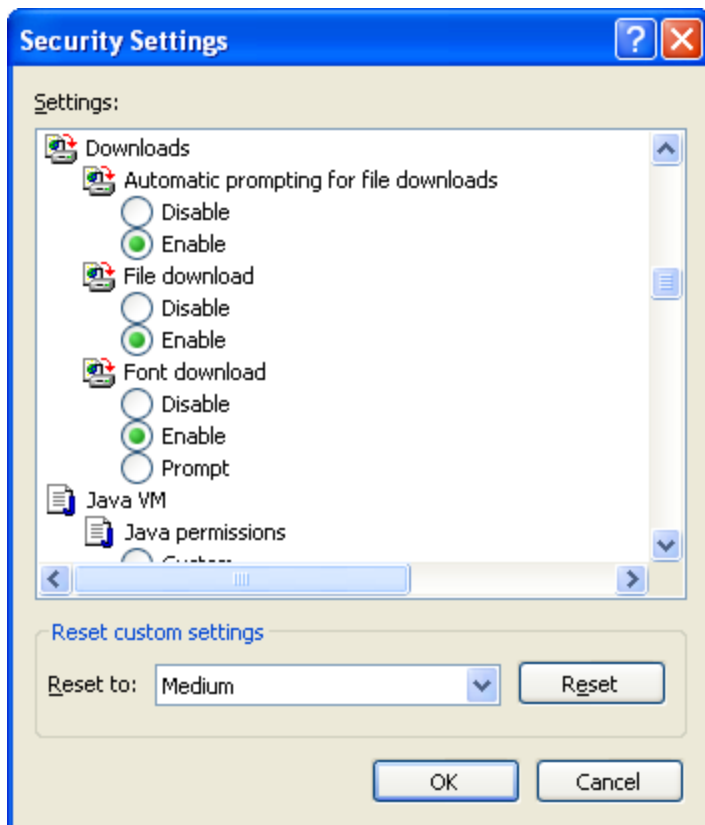 Security Settings
Settings:
Downloads
Automatic prompting for file downloads
Disable
Enable
File download
Disable
Enable
Font download
Disable
Enable
Prompt
Java VM
Java permissions
Reset custom settings
Reset to: Medium Reset
OK Cancel